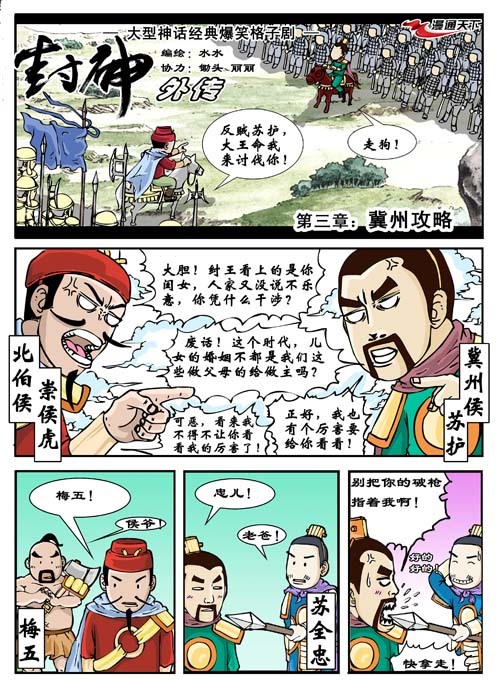 大型神话经典爆笑格子剧
漫通天下
封神
外传
编绘：水水
协力：锄头.丽丽
反贼苏护，
大王命我
来讨伐你！
走狗！
第三章：冀州攻略
大胆！纣王看上的是你
闺女，人家又没说不乐
意，你凭什么干涉？
废话！这个时代，儿
女的婚姻不都是我们这
些做父母的给做主吗？
可恶，看来我
不得不让你看
看我的厉害了！
正好，我也
有个厉害要
给你看看！
北伯侯
崇侯虎
冀州侯
苏护
梅五！
侯爷！
梅五
忠儿！
老爸！
苏全忠
别把你的破枪
指着我啊！
好的
好的！
快拿走！